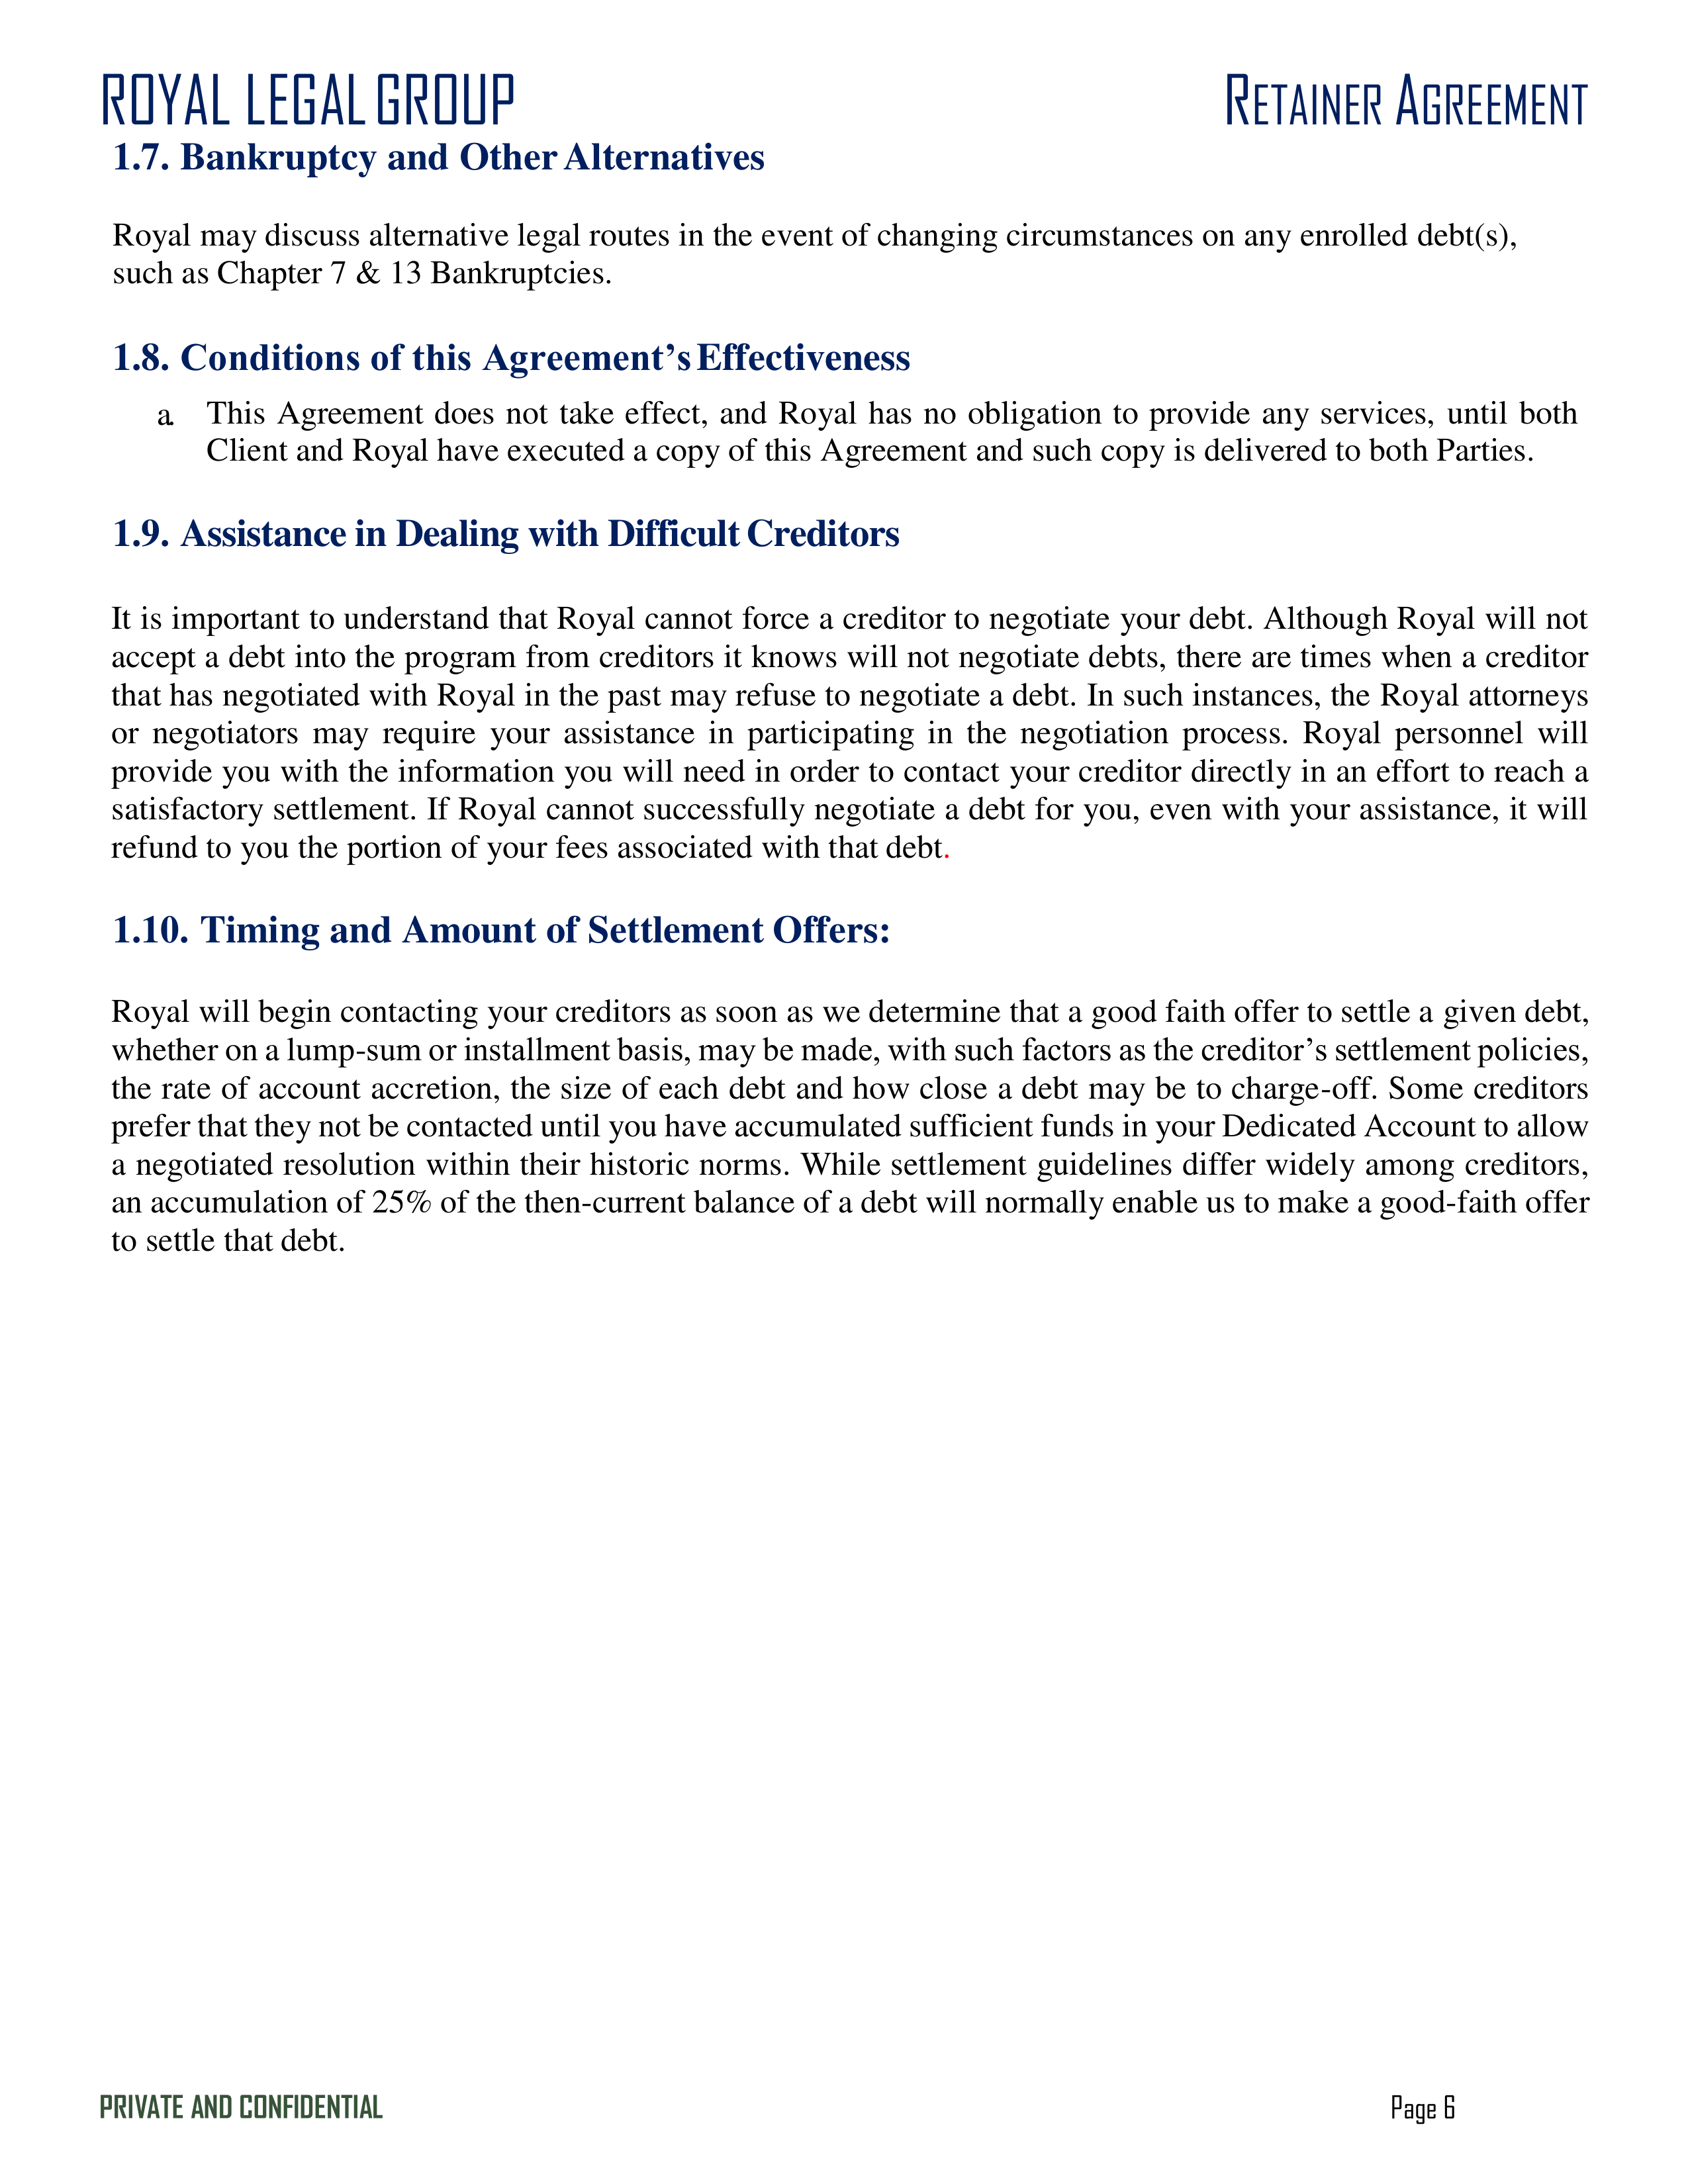 ROYAL LEGAL GROUP RETAINER AGREEMENT
1.7. Bankruptcy and Other Alternatives
Royal may discuss alternative legal routes in the event of changing circumstances on any enrolled debt(s),
such as Chapter 7 & 13 Bankruptcies.
1.8. Conditions of this Agreement’s Effectiveness
a. This Agreement does not take effect, and Royal has no obligation to provide any services, until both
Client and Royal have executed a copy of this Agreement and such copy is delivered to both Parties.
1.9. Assistance in Dealing with Difficult Creditors
It is important to understand that Royal cannot force a creditor to negotiate your debt. Although Royal will not
accept a debt into the program from creditors it knows will not negotiate debts, there are times when a creditor
that has negotiated with Royal in the past may refuse to negotiate a debt. In such instances, the Royal attorneys
or negotiators may require your assistance in participating in the negotiation process. Royal personnel will
provide you with the information you will need in order to contact your creditor directly in an effort to reach a
satisfactory settlement. If Royal cannot successfully negotiate a debt for you, even with your assistance, it will
refund to you the portion of your fees associated with that debt.
1.10. Timing and Amount of Settlement Offers:
Royal will begin contacting your creditors as soon as we determine that a good faith offer to settle a given debt,
whether on a lump-sum or installment basis, may be made, with such factors as the creditor’s settlement policies,
the rate of account accretion, the size of each debt and how close a debt may be to charge-off. Some creditors
prefer that they not be contacted until you have accumulated sufficient funds in your Dedicated Account to allow
a negotiated resolution within their historic norms. While settlement guidelines differ widely among creditors,
an accumulation of 25% of the then-current balance of a debt will normally enable us to make a good-faith offer
to settle that debt.
PRIVATE AND CONFIDENTIAL Page 6